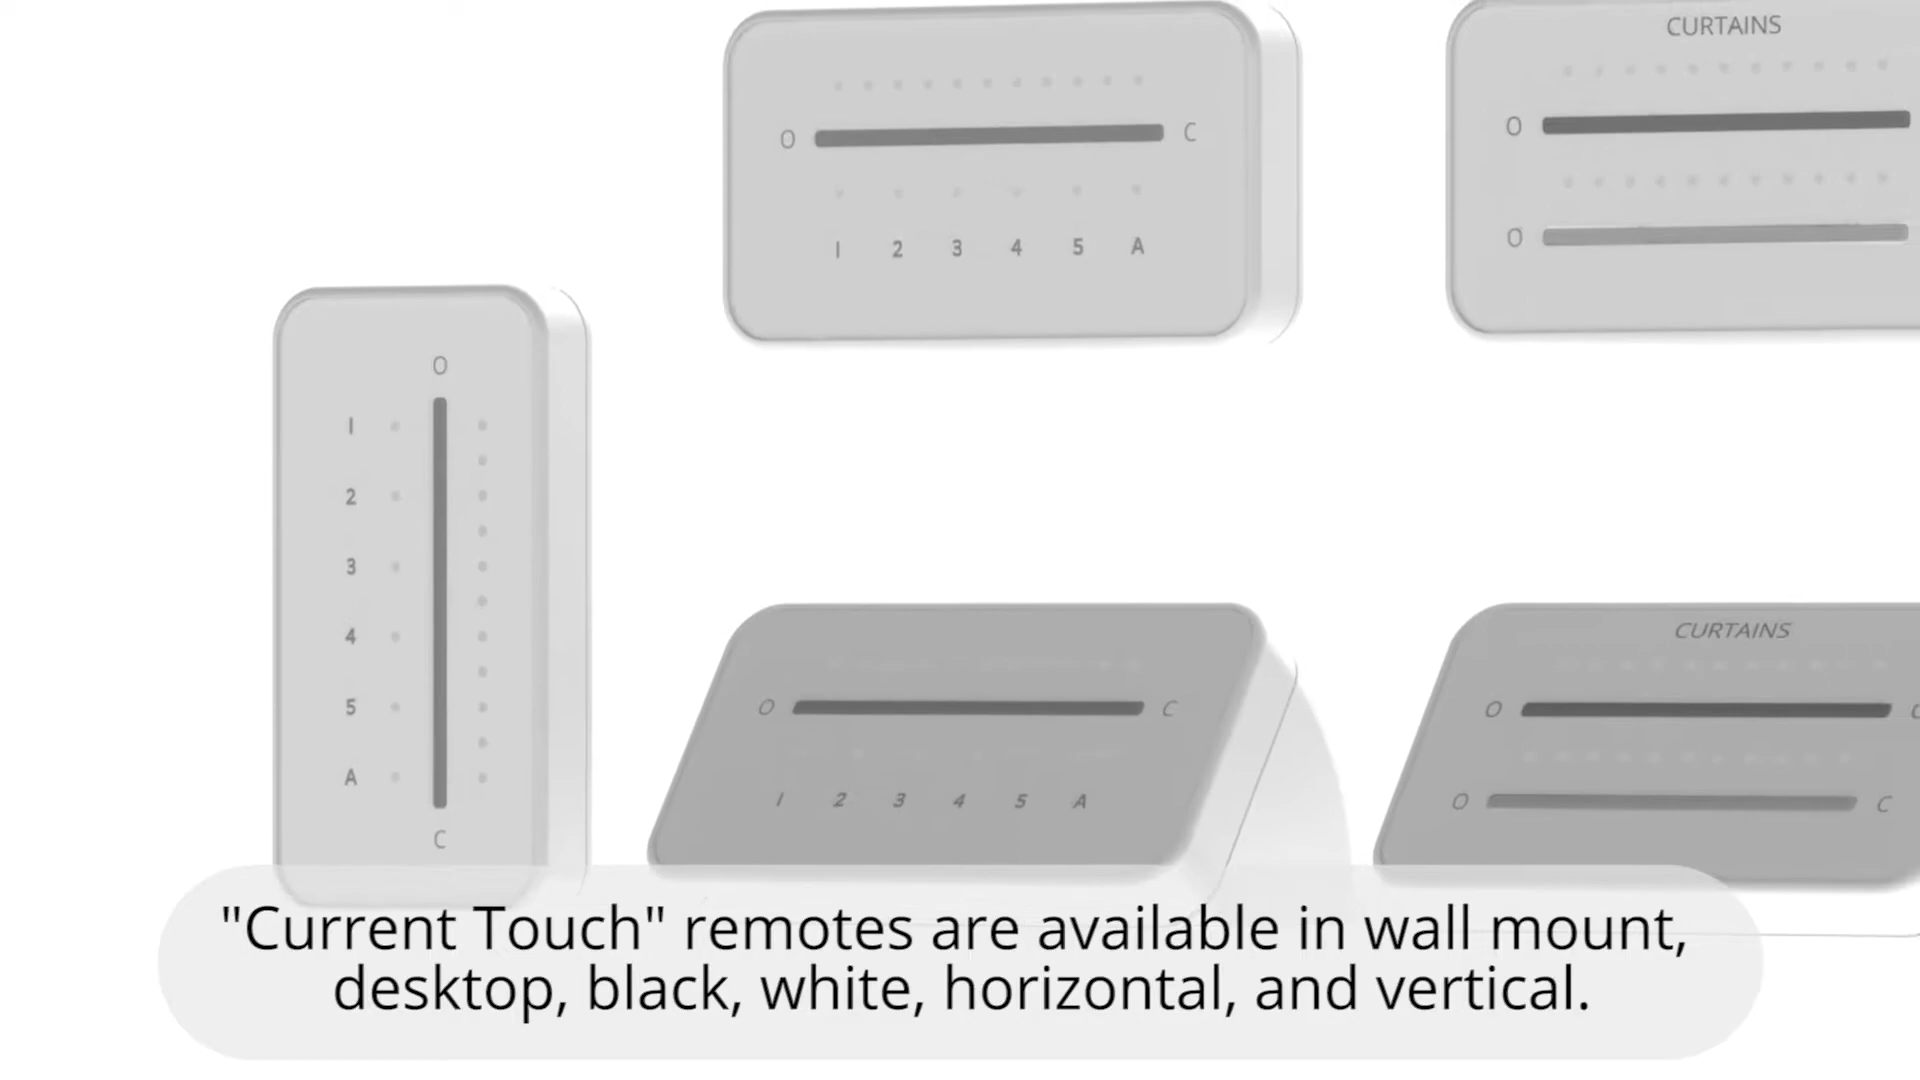 CURTAINS
O C
1 2 3 4 5 A
O
O
O
1
2
3
4
5
A
C
O C
1 2 3 4 5 A
CURTAINS
O
O C
"Current Touch" remotes are available in wall mount,
desktop, black, white, horizontal, and vertical.